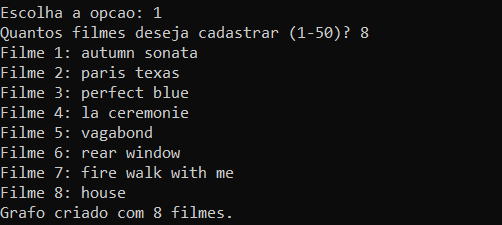 Escolha a opcao: 1
Quantos filmes deseja cadastrar (1-50)? 8
Filme 1: autumn sonata
Filme 2: paris texas
Filme 3: perfect blue
Filme 4: la ceremonie
Filme 5: vagabond
Filme 6: rear window
Filme 7: fire walk with me
Filme 8: house
Grafo criado com 8 filmes.